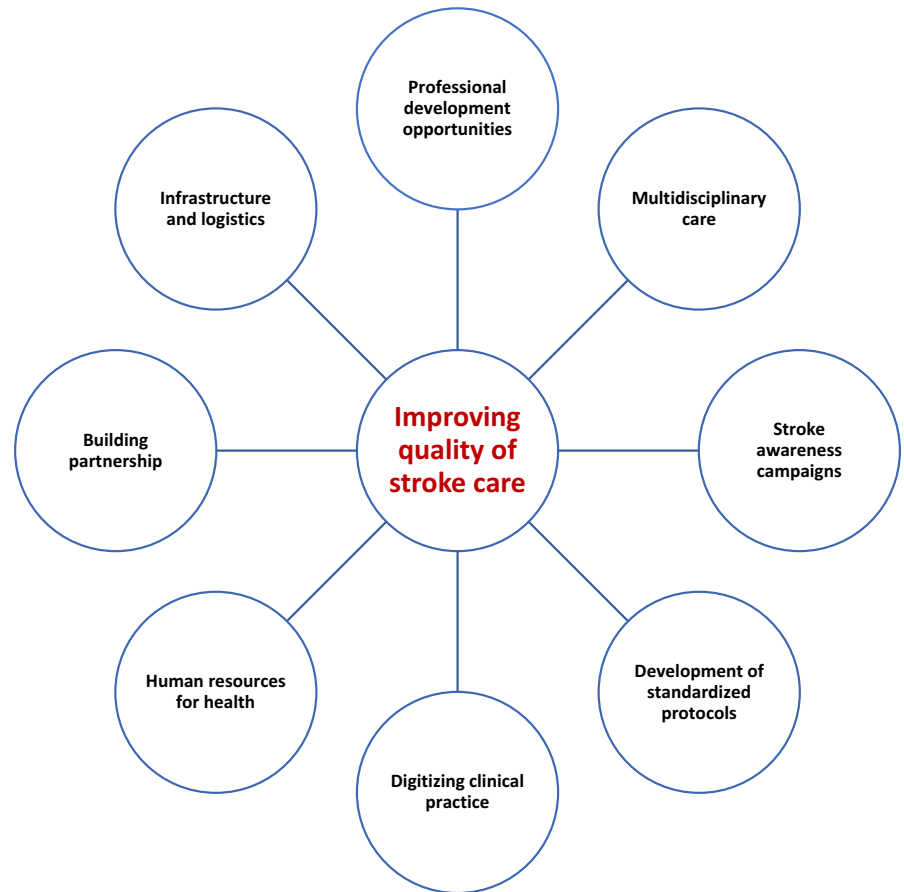 Professional
development
opportunities
Infrastructure
and logistics
Multidisciplinary
care
Improving
quality of
stroke care
Building
partnership
Stroke
awareness
campaigns
Human resources
for health
Development of
standardized
protocols
Digitizing clinical
practice